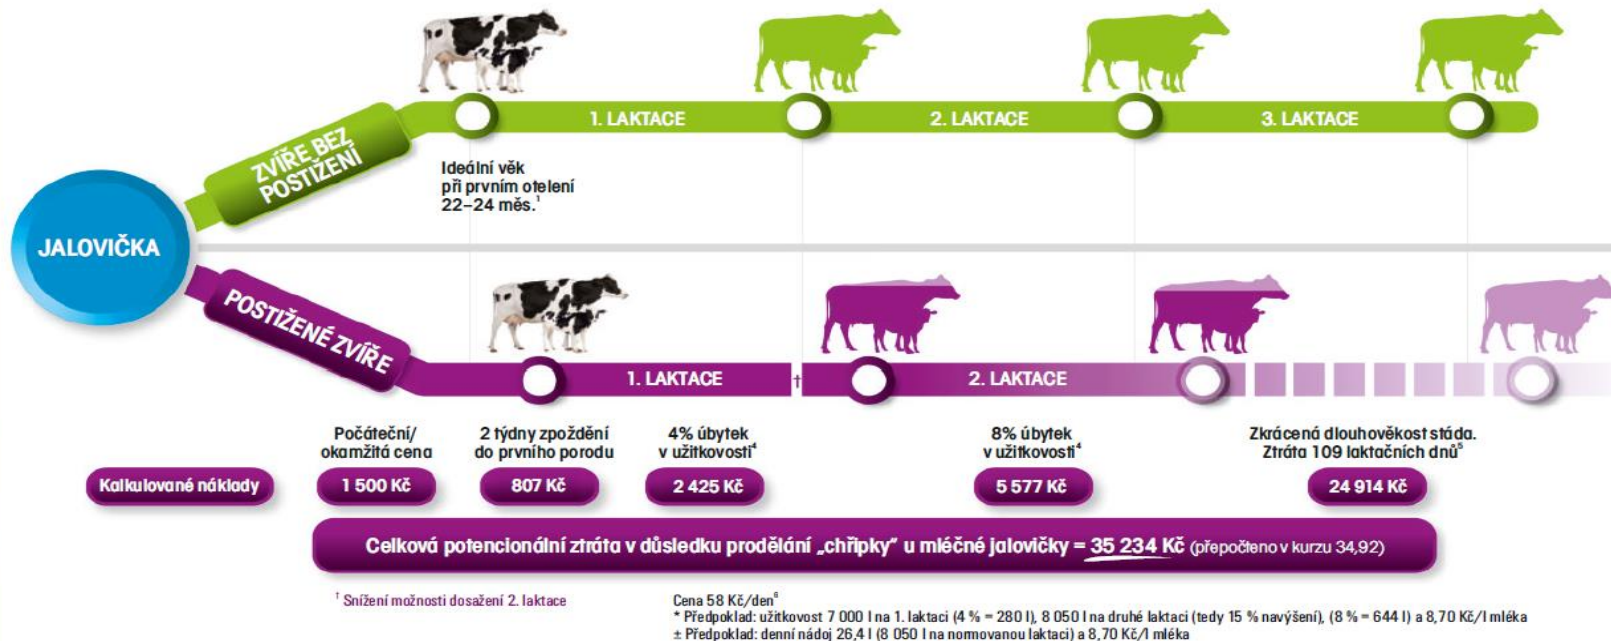 1. LAKTACE
2. LAKTACE
3. LAKTACE
ZVÍŘE BEZ
POSTIŽENÍ
Ideální věk
při prvním otelení
22–24 měs.¹
JALOVIČKA
POSTIŽENÉ ZVÍŘE
1. LAKTACE
†
2. LAKTACE
Počáteční/
okamžitá cena
2 týdny zpoždění
do prvního porodu
4% úbytek
v užitkovosti⁴
8% úbytek
v užitkovosti⁴
Zkrácená dlouhověkost stáda.
Ztráta 109 laktačních dnů⁵
Kalkulované náklady
1 500 Kč
807 Kč
2 425 Kč
5 577 Kč
24 914 Kč
Celková potencionální ztráta v důsledku prodělání „chřipky" u mléčné jalovičky = 35 234 Kč (přepočteno v kurzu 34,92)
† Snížení možnosti dosažení 2. laktace
Cena 58 Kč/den⁶
* Předpoklad: užitkovost 7 000 l na 1. laktaci (4 % = 280 l), 8 050 l na druhé laktaci (tedy 15 % navýšení), (8 % = 644 l) a 8,70 Kč/l mléka
± Předpoklad: denní nádoj 26,4 l (8 050 l na normovanou laktaci) a 8,70 Kč/l mléka